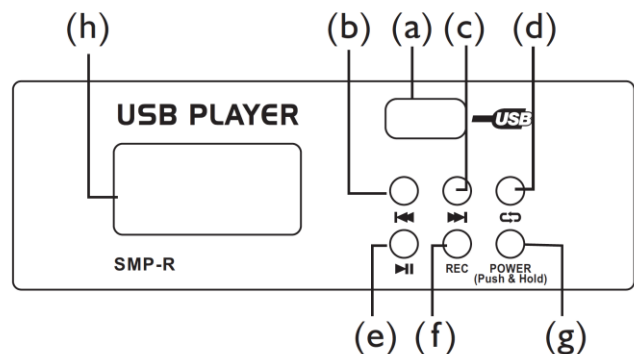 (h) (b) (a) (c) (d)
USB PLAYER
USB
SMP-R
REC
POWER
(Push & Hold)
(e) (f) (g)